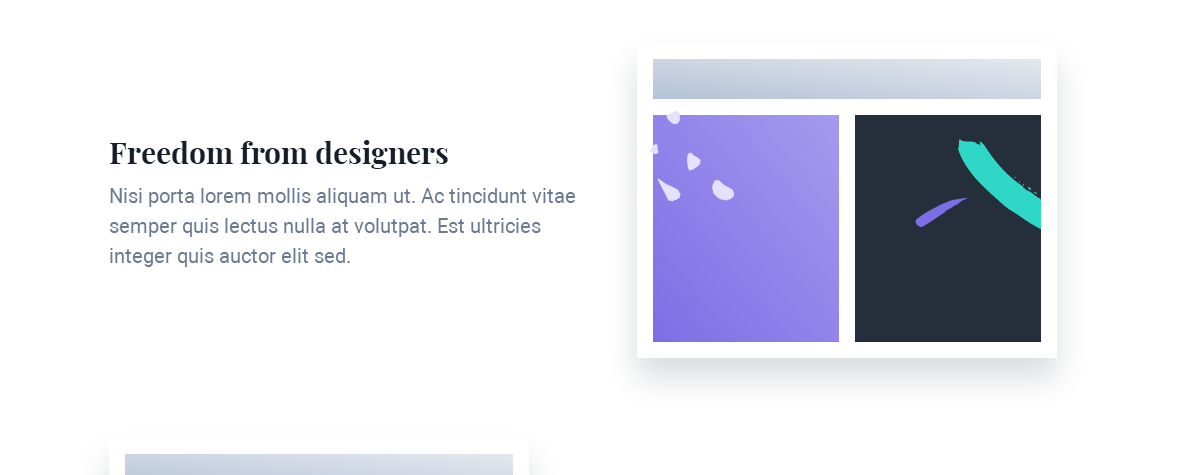 Freedom from designers
Nisi porta lorem mollis aliquam ut. Ac tincidunt vitae
semper quis lectus nulla at volutpat. Est ultricies
integer quis auctor elit sed.